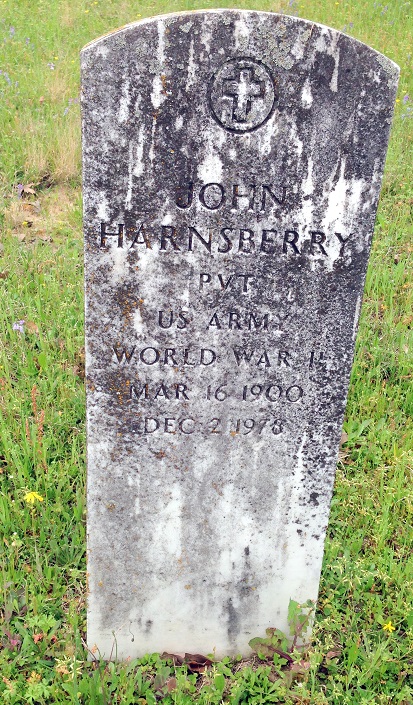 JOHN
HARNSBERRY
PVT
US ARMY
WORLD WAR II
MAR 16 1900
DEC 2 1978